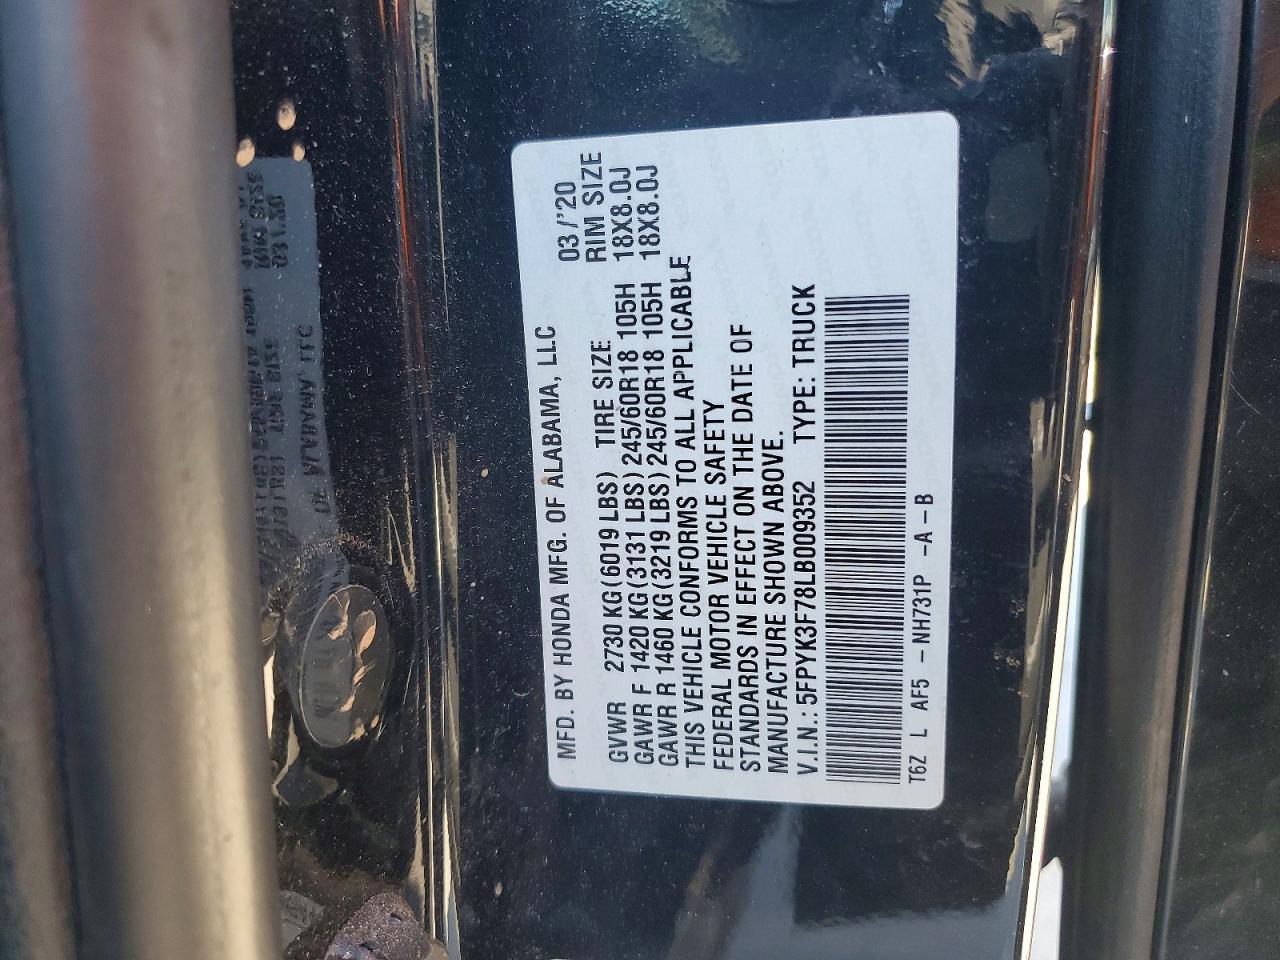 MFD. BY HONDA MFG. OF ALABAMA, LLC 03/'20
GVWR 2730 KG(6019 LBS) TIRE SIZE RIM SIZE
GAWR F 1420 KG(3131 LBS) 245/60R18 105H 18X8.0J
GAWR R 1460 KG(3219 LBS) 245/60R18 105H 18X8.0J
THIS VEHICLE CONFORMS TO ALL APPLICABLE
FEDERAL MOTOR VEHICLE SAFETY
STANDARDS IN EFFECT ON THE DATE OF
MANUFACTURE SHOWN ABOVE.
V.I.N.: 5FPYK3F78LB009352 TYPE: TRUCK
T6Z L AF5 - NH731P -A-B